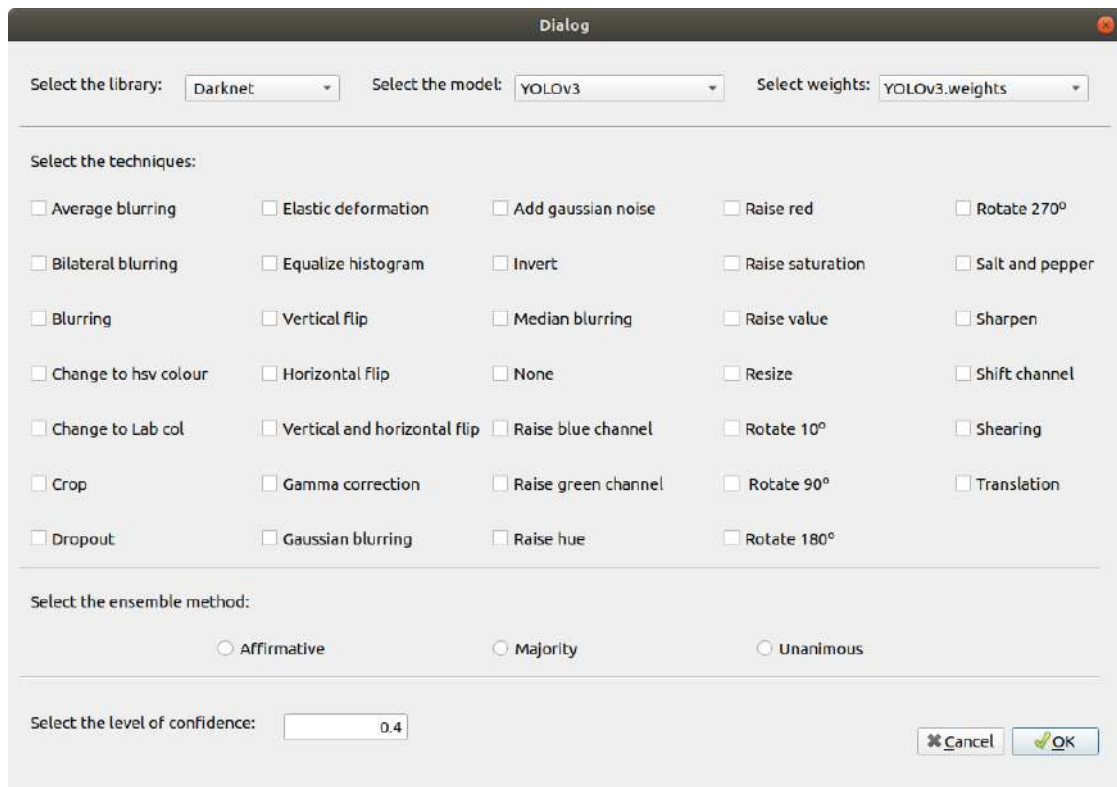 Dialog
Select the library: Darknet Select the model: YOLOv3 Select weights: YOLOv3.weights
Select the techniques:
Average blurring Elastic deformation Add gaussian noise Raise red Rotate 270º
Bilateral blurring Equalize histogram Invert Raise saturation Salt and pepper
Blurring Vertical flip Median blurring Raise value Sharpen
Change to hsv colour Horizontal flip None Resize Shift channel
Change to Lab col Vertical and horizontal flip Raise blue channel Rotate 10º Shearing
Crop Gamma correction Raise green channel Rotate 90º Translation
Dropout Gaussian blurring Raise hue Rotate 180º
Select the ensemble method:
Affirmative Majority Unanimous
Select the level of confidence: 0.4
Cancel OK